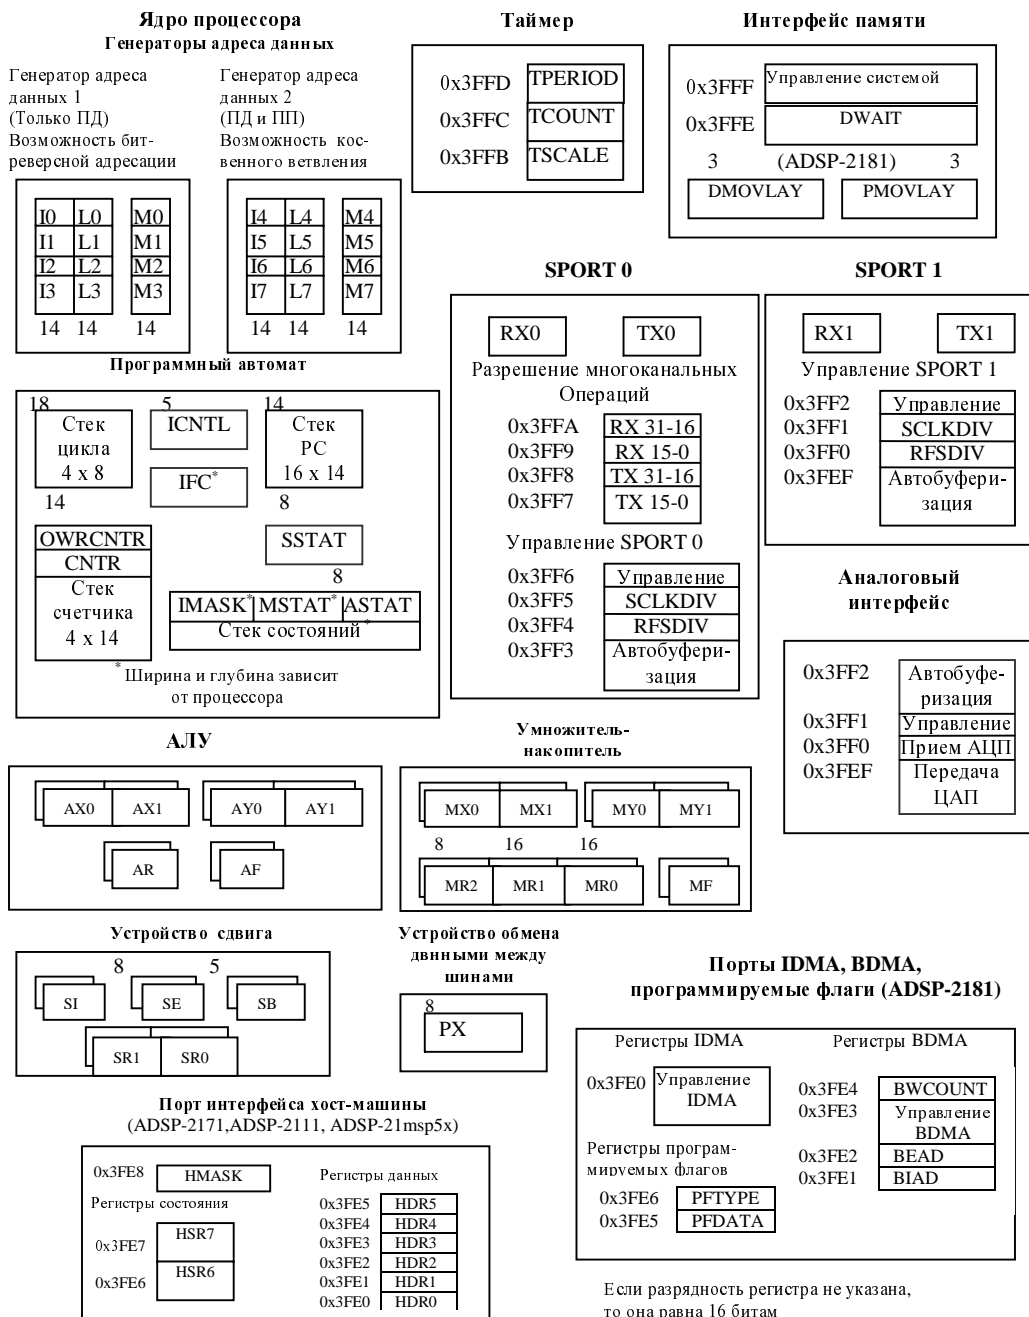 Ядро процессора
Генераторы адреса данных
Генератор адреса
данных 1
(Только ПД)
Возможность бит-
реверсной адресации
Генератор адреса
данных 2
(ПД и ПП)
Возможность кос-
венного ветвления
I0 L0 M0
I1 L1 M1
I2 L2 M2
I3 L3 M3
14 14 14
I4 L4 M4
I5 L5 M5
I6 L6 M6
I7 L7 M7
14 14 14
Таймер
0x3FFD TPERIOD
0x3FFC TCOUNT
0x3FFB TSCALE
Интерфейс памяти
0x3FFF Управление системой
0x3FFE DWAIT
3 (ADSP-2181) 3
DMOVLAY PMOVLAY
Программный автомат
18 5 14
Стек
цикла
4 x 8
ICNTL
IFC*
Стек
PC
16 x 14
14 8
OWRCNTR
CNTR
Стек
счетчика
4 x 14
SSTAT
8
IMASK* MSTAT* ASTAT
Стек состояний*
* Ширина и глубина зависит
от процессора
SPORT 0
RX0 TX0
Разрешение многоканальных
Операций
0x3FFA RX 31-16
0x3FF9 RX 15-0
0x3FF8 TX 31-16
0x3FF7 TX 15-0
Управление SPORT 0
0x3FF6 Управление
0x3FF5 SCLKDIV
0x3FF4 RFSDIV
0x3FF3 Автобуфери-
зация
SPORT 1
RX1 TX1
Управление SPORT 1
0x3FF2 Управление
0x3FF1 SCLKDIV
0x3FF0 RFSDIV
0x3FEF Автобуфери-
зация
Аналоговый
интерфейс
0x3FF2 Автобуфе-
ризация
0x3FF1 Управление
0x3FF0 Прием АЦП
0x3FEF Передача
ЦАП
АЛУ
AX0 AX1 AY0 AY1
AR AF
Умножитель-
накопитель
MX0 MX1 MY0 MY1
8 16 16
MR2 MR1 MR0 MF
Устройство сдвига
8 5
SI SE SB
SR1 SR0
Устройство обмена
двнными между
шинами
8
PX
Порты IDMA, BDMA,
программируемые флаги (ADSP-2181)
Регистры IDMA
0x3FE0 Управление
IDMA
Регистры програм-
мируемых флагов
0x3FE6 PFTYPE
0x3FE5 PFDATA
Регистры BDMA
0x3FE4 BWCOUNT
0x3FE3 Управление
BDMA
0x3FE2 BEAD
0x3FE1 BIAD
Порт интерфейса хост-машины
(ADSP-2171,ADSP-2111, ADSP-21msp5x)
0x3FE8 HMASK
Регистры состояния
0x3FE7 HSR7
0x3FE6 HSR6
Регистры данных
0x3FE5 HDR5
0x3FE4 HDR4
0x3FE3 HDR3
0x3FE2 HDR2
0x3FE1 HDR1
0x3FE0 HDR0
Если разрядность регистра не указана,
то она равна 16 битам